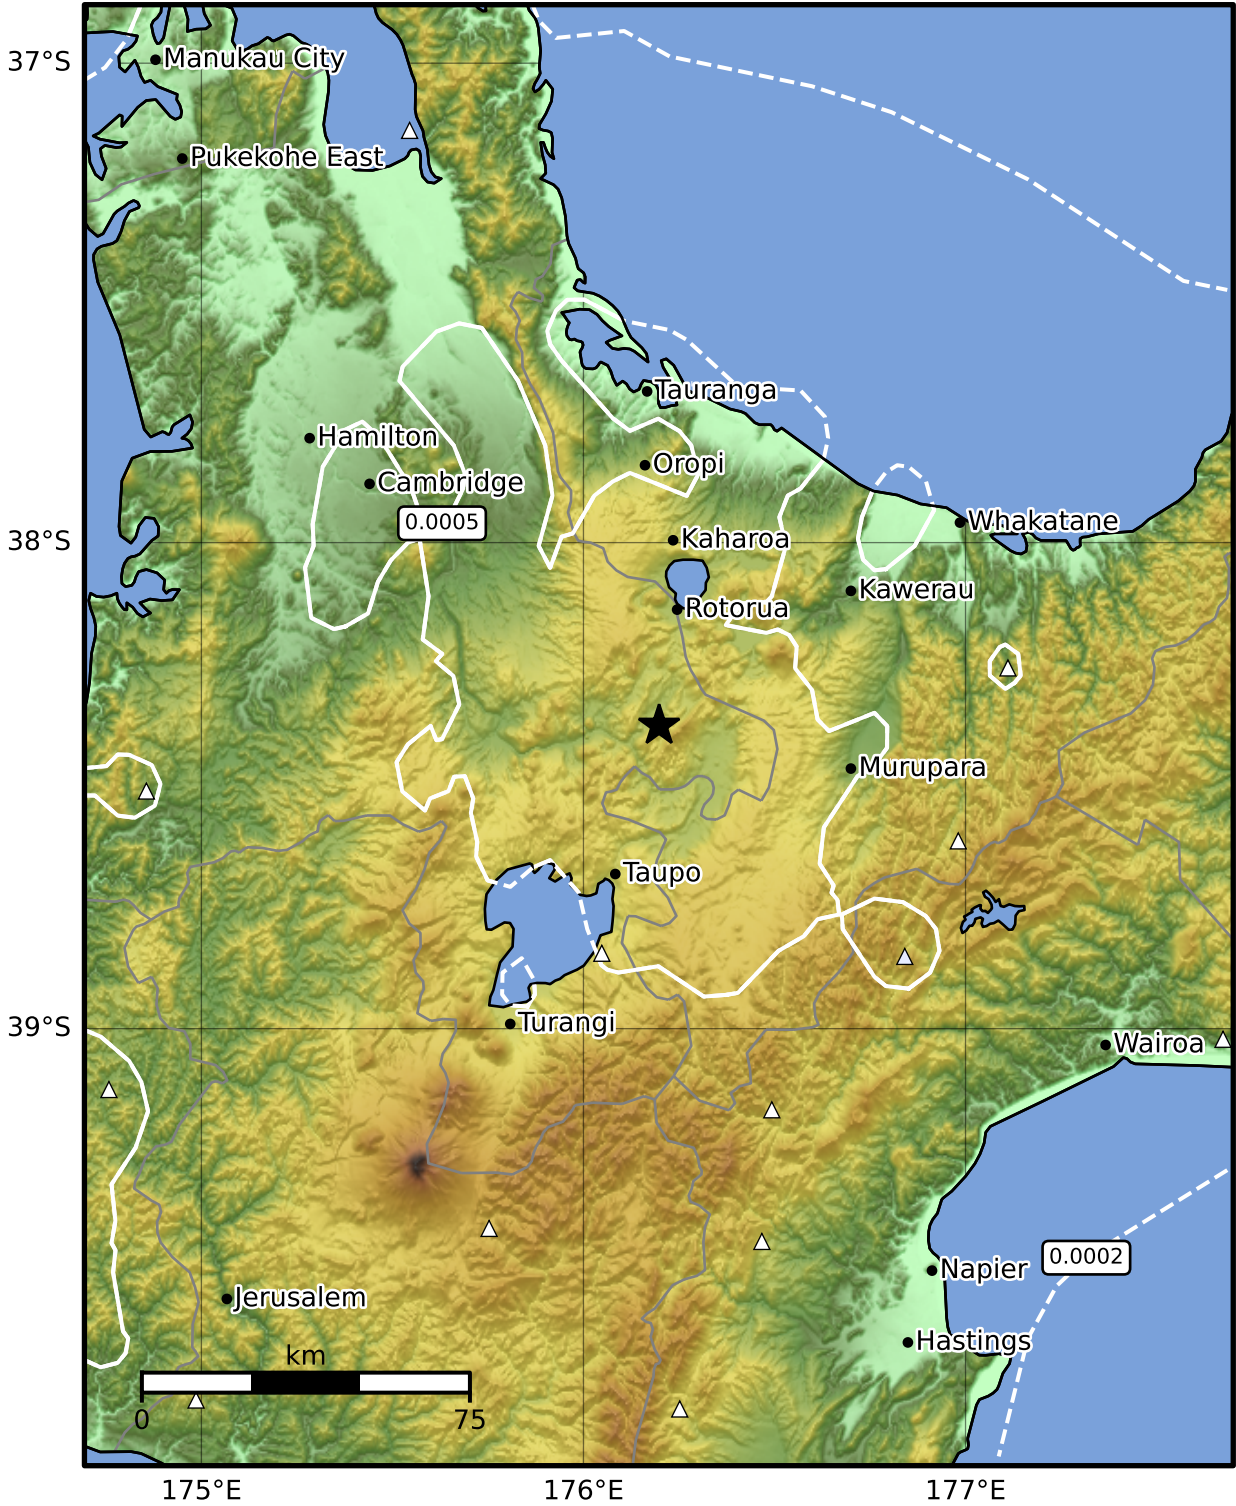 37°S
Manukau City
Pukekohe East
Tauranga
Hamilton
Oropi
Cambridge
0.0005
Whakatane
38°S
Kaharoa
Kawerau
Rotorua
Murupara
Taupo
Turangi
39°S
Wairoa
0.0002
Napier
Jerusalem
Hastings
km
0 75
175°E 176°E 177°E